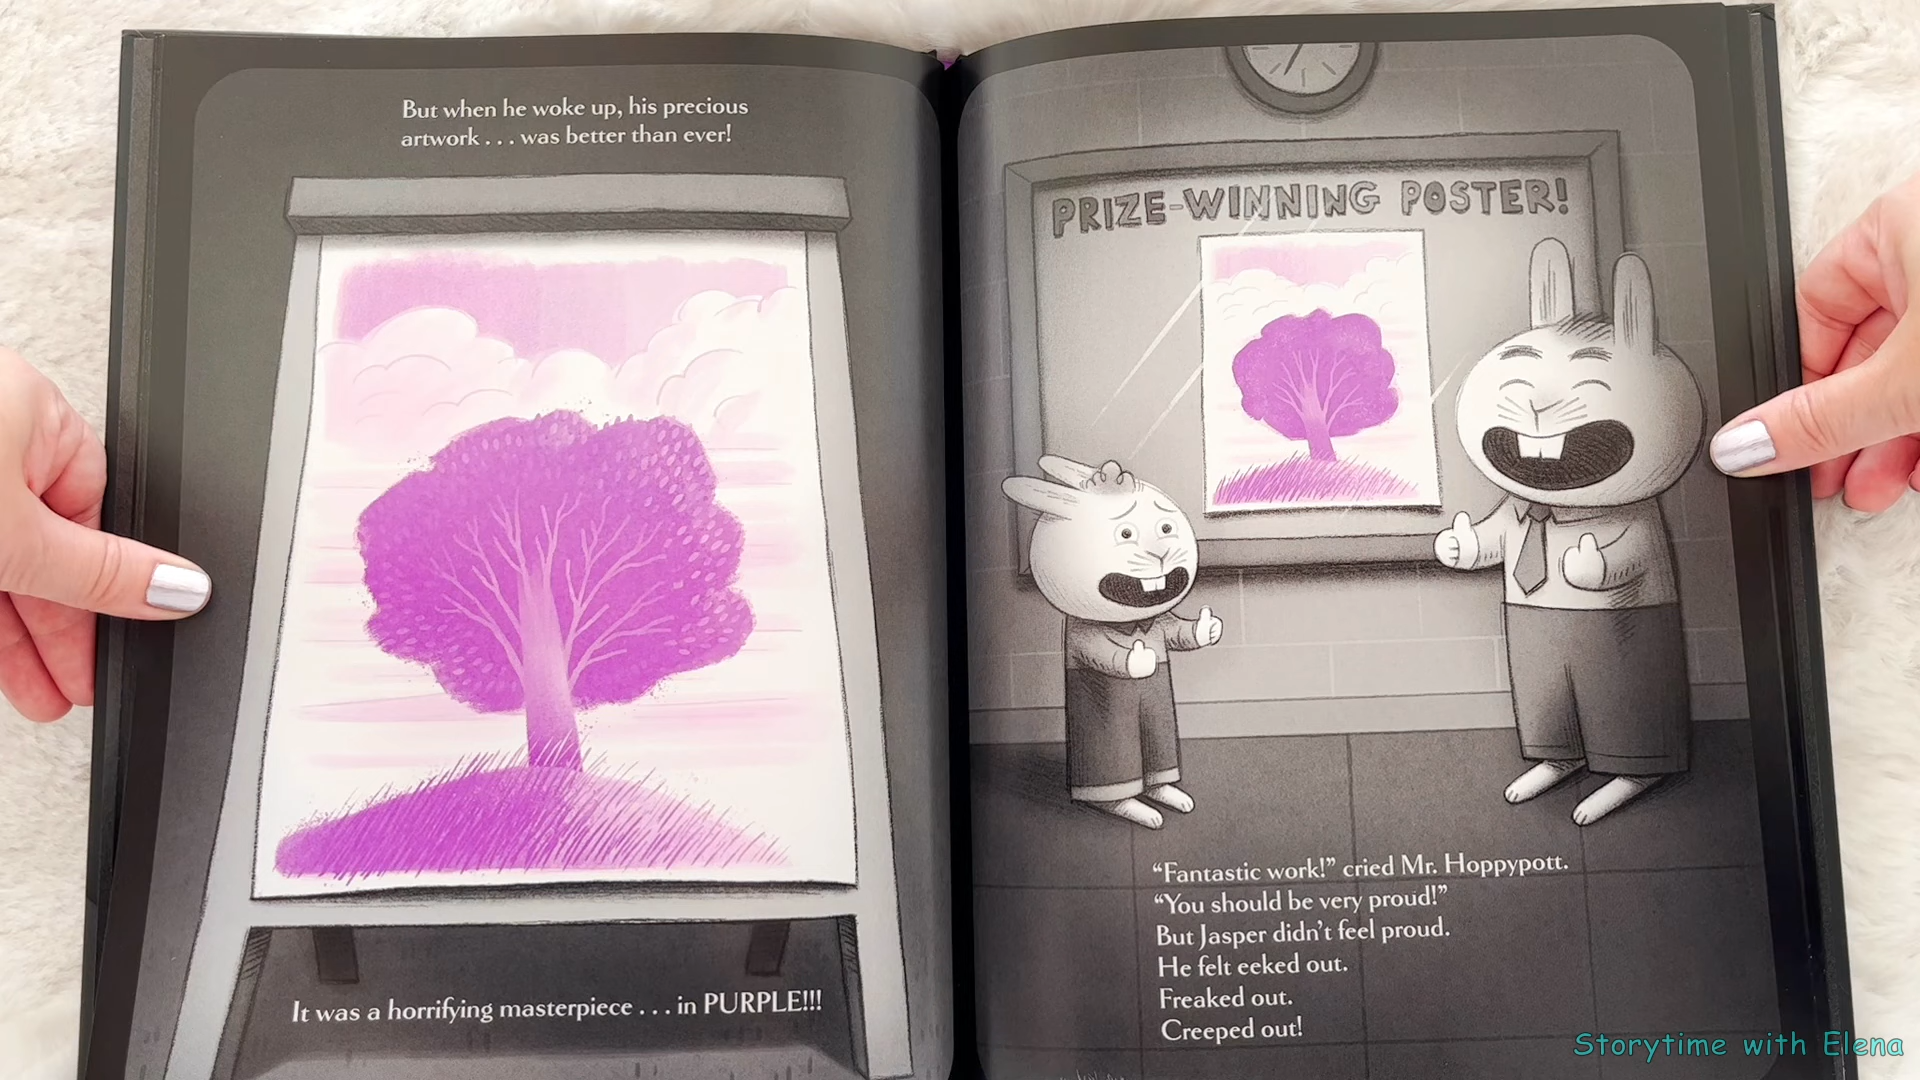 But when he woke up, his precious
artwork . . . was better than ever!
It was a horrifying masterpiece . . . in PURPLE!!!
PRIZE-WINNING POSTER!
“Fantastic work!” cried Mr. Hoppypott.
“You should be very proud!”
But Jasper didn’t feel proud.
He felt eeked out.
Freaked out.
Creeped out!
Storytime with Elena